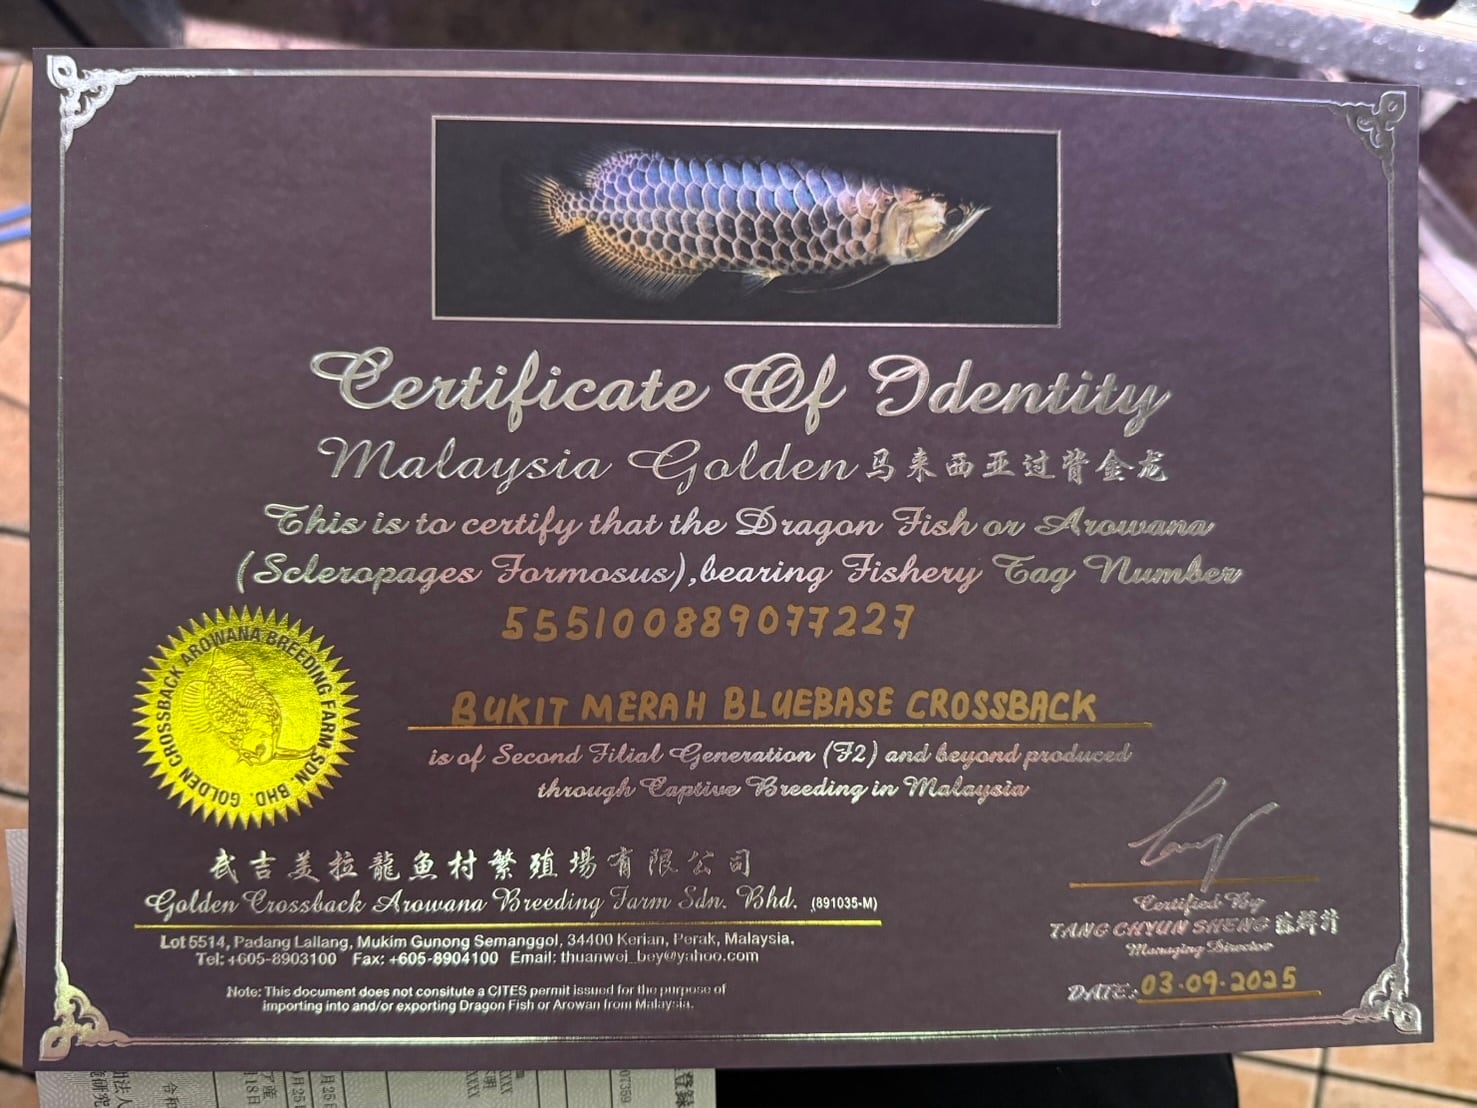 Certificate Of Identity
Malaysia Golden 马来西亚过背金龙
This is to certify that the Dragon Fish or Arowana
(Scleropages Formosus), bearing Fishery Tag Number
555100889077227
GOLDEN CROSSBACK AROWANA BREEDING FARM SDN. BHD.
BUKIT MERAH BLUEBASE CROSSBACK
is of Second Filial Generation (F2) and beyond produced
through Captive Breeding in Malaysia
武吉美拉龍魚村繁殖場有限公司
Golden Crossback Arowana Breeding Farm Sdn. Bhd. (891035-M)
Lot 5514, Padang Lallang, Mukim Gunong Semanggol, 34400 Kerian, Perak, Malaysia.
Tel: +605-8903100 Fax: +605-8904100 Email: thuanwei_bey@yahoo.com
Note: This document does not consitute a CITES permit issued for the purpose of
importing into and/or exporting Dragon Fish or Arowan from Malaysia.
Certified By
TANG CHYUN SHENG
Managing Director
DATE: 03.09.2025